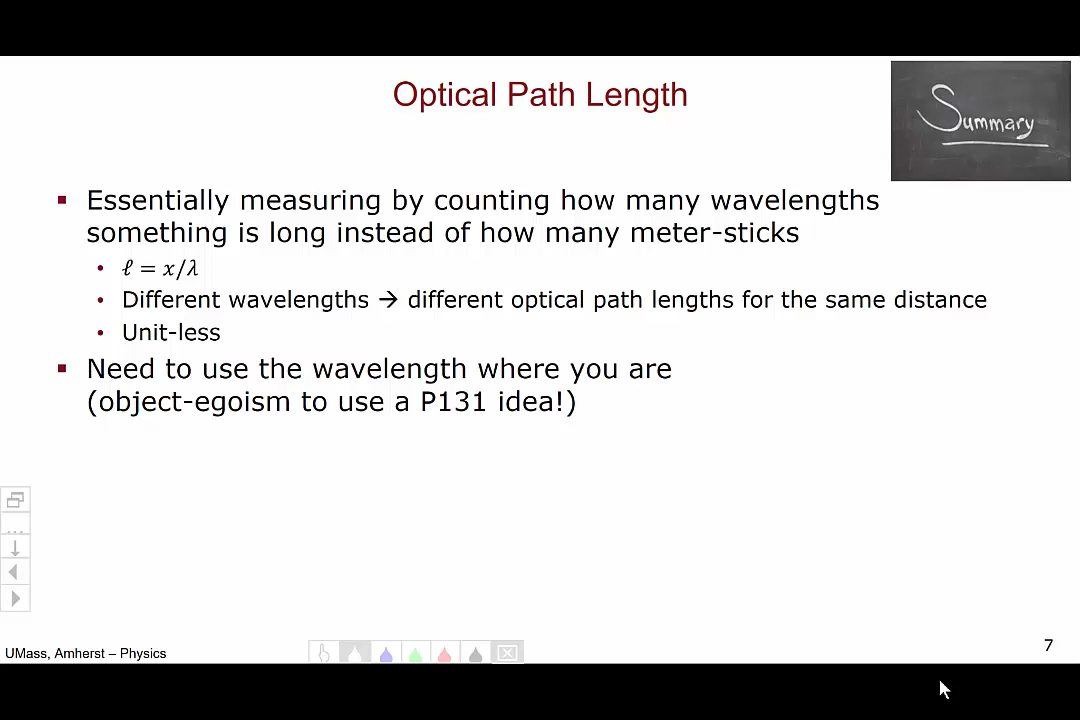 Optical Path Length
Summary
▪ Essentially measuring by counting how many wavelengths
something is long instead of how many meter-sticks
• ℓ = x/λ
• Different wavelengths → different optical path lengths for the same distance
• Unit-less
▪ Need to use the wavelength where you are
(object-egoism to use a P131 idea!)
UMass, Amherst – Physics
7